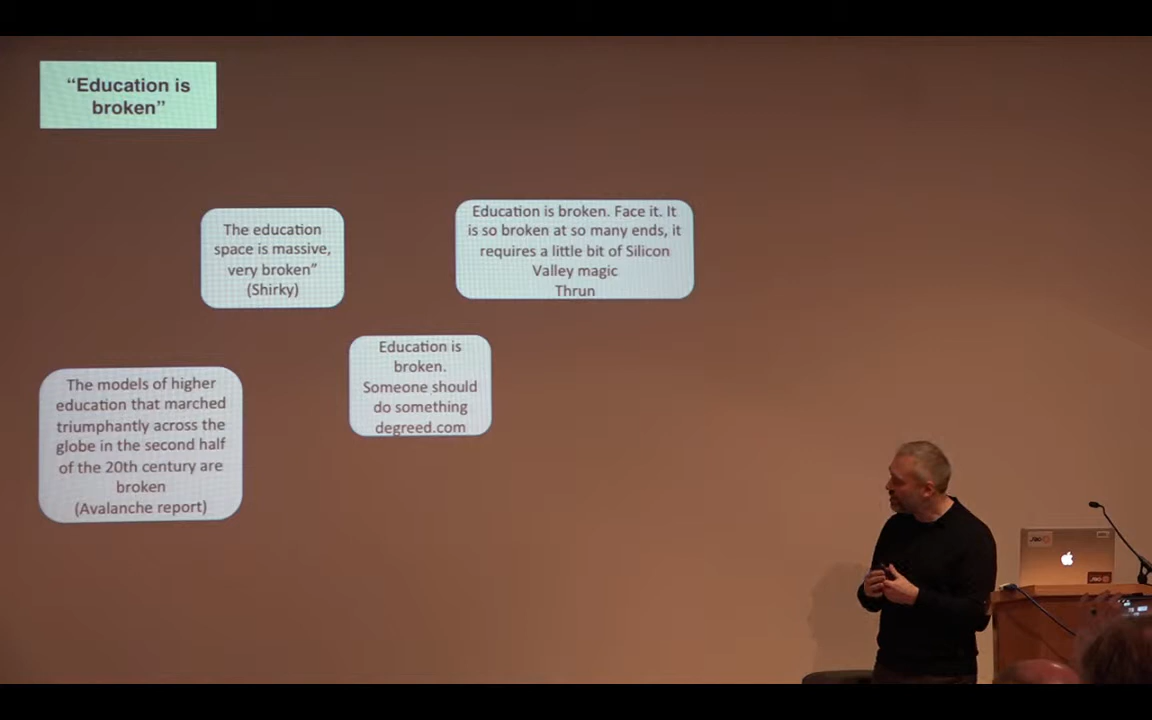 “Education is
broken”
The education
space is massive,
very broken”
(Shirky)
Education is broken. Face it. It
is so broken at so many ends, it
requires a little bit of Silicon
Valley magic
Thrun
Education is
broken.
Someone should
do something
degreed.com
The models of higher
education that marched
triumphantly across the
globe in the second half
of the 20th century are
broken
(Avalanche report)